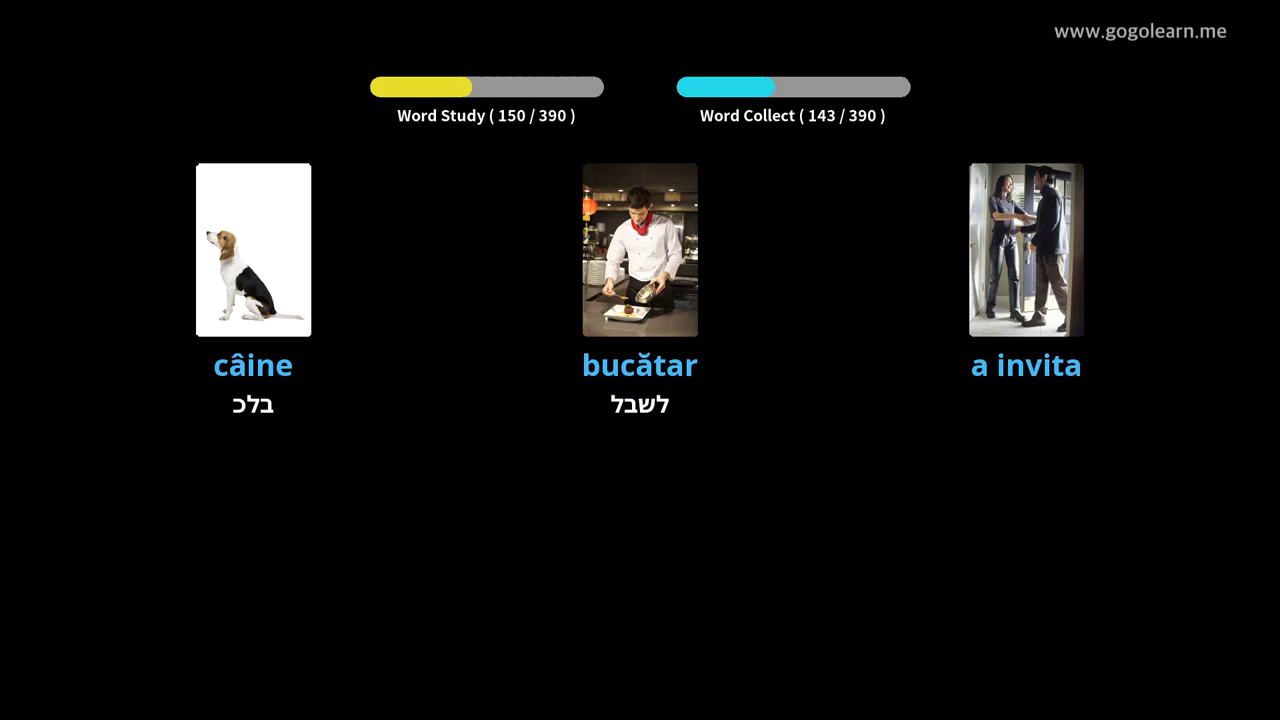 www.gogolearn.me
Word Study ( 150 / 390 )
Word Collect ( 143 / 390 )
câine
בלכ
bucătar
לשבל
a invita